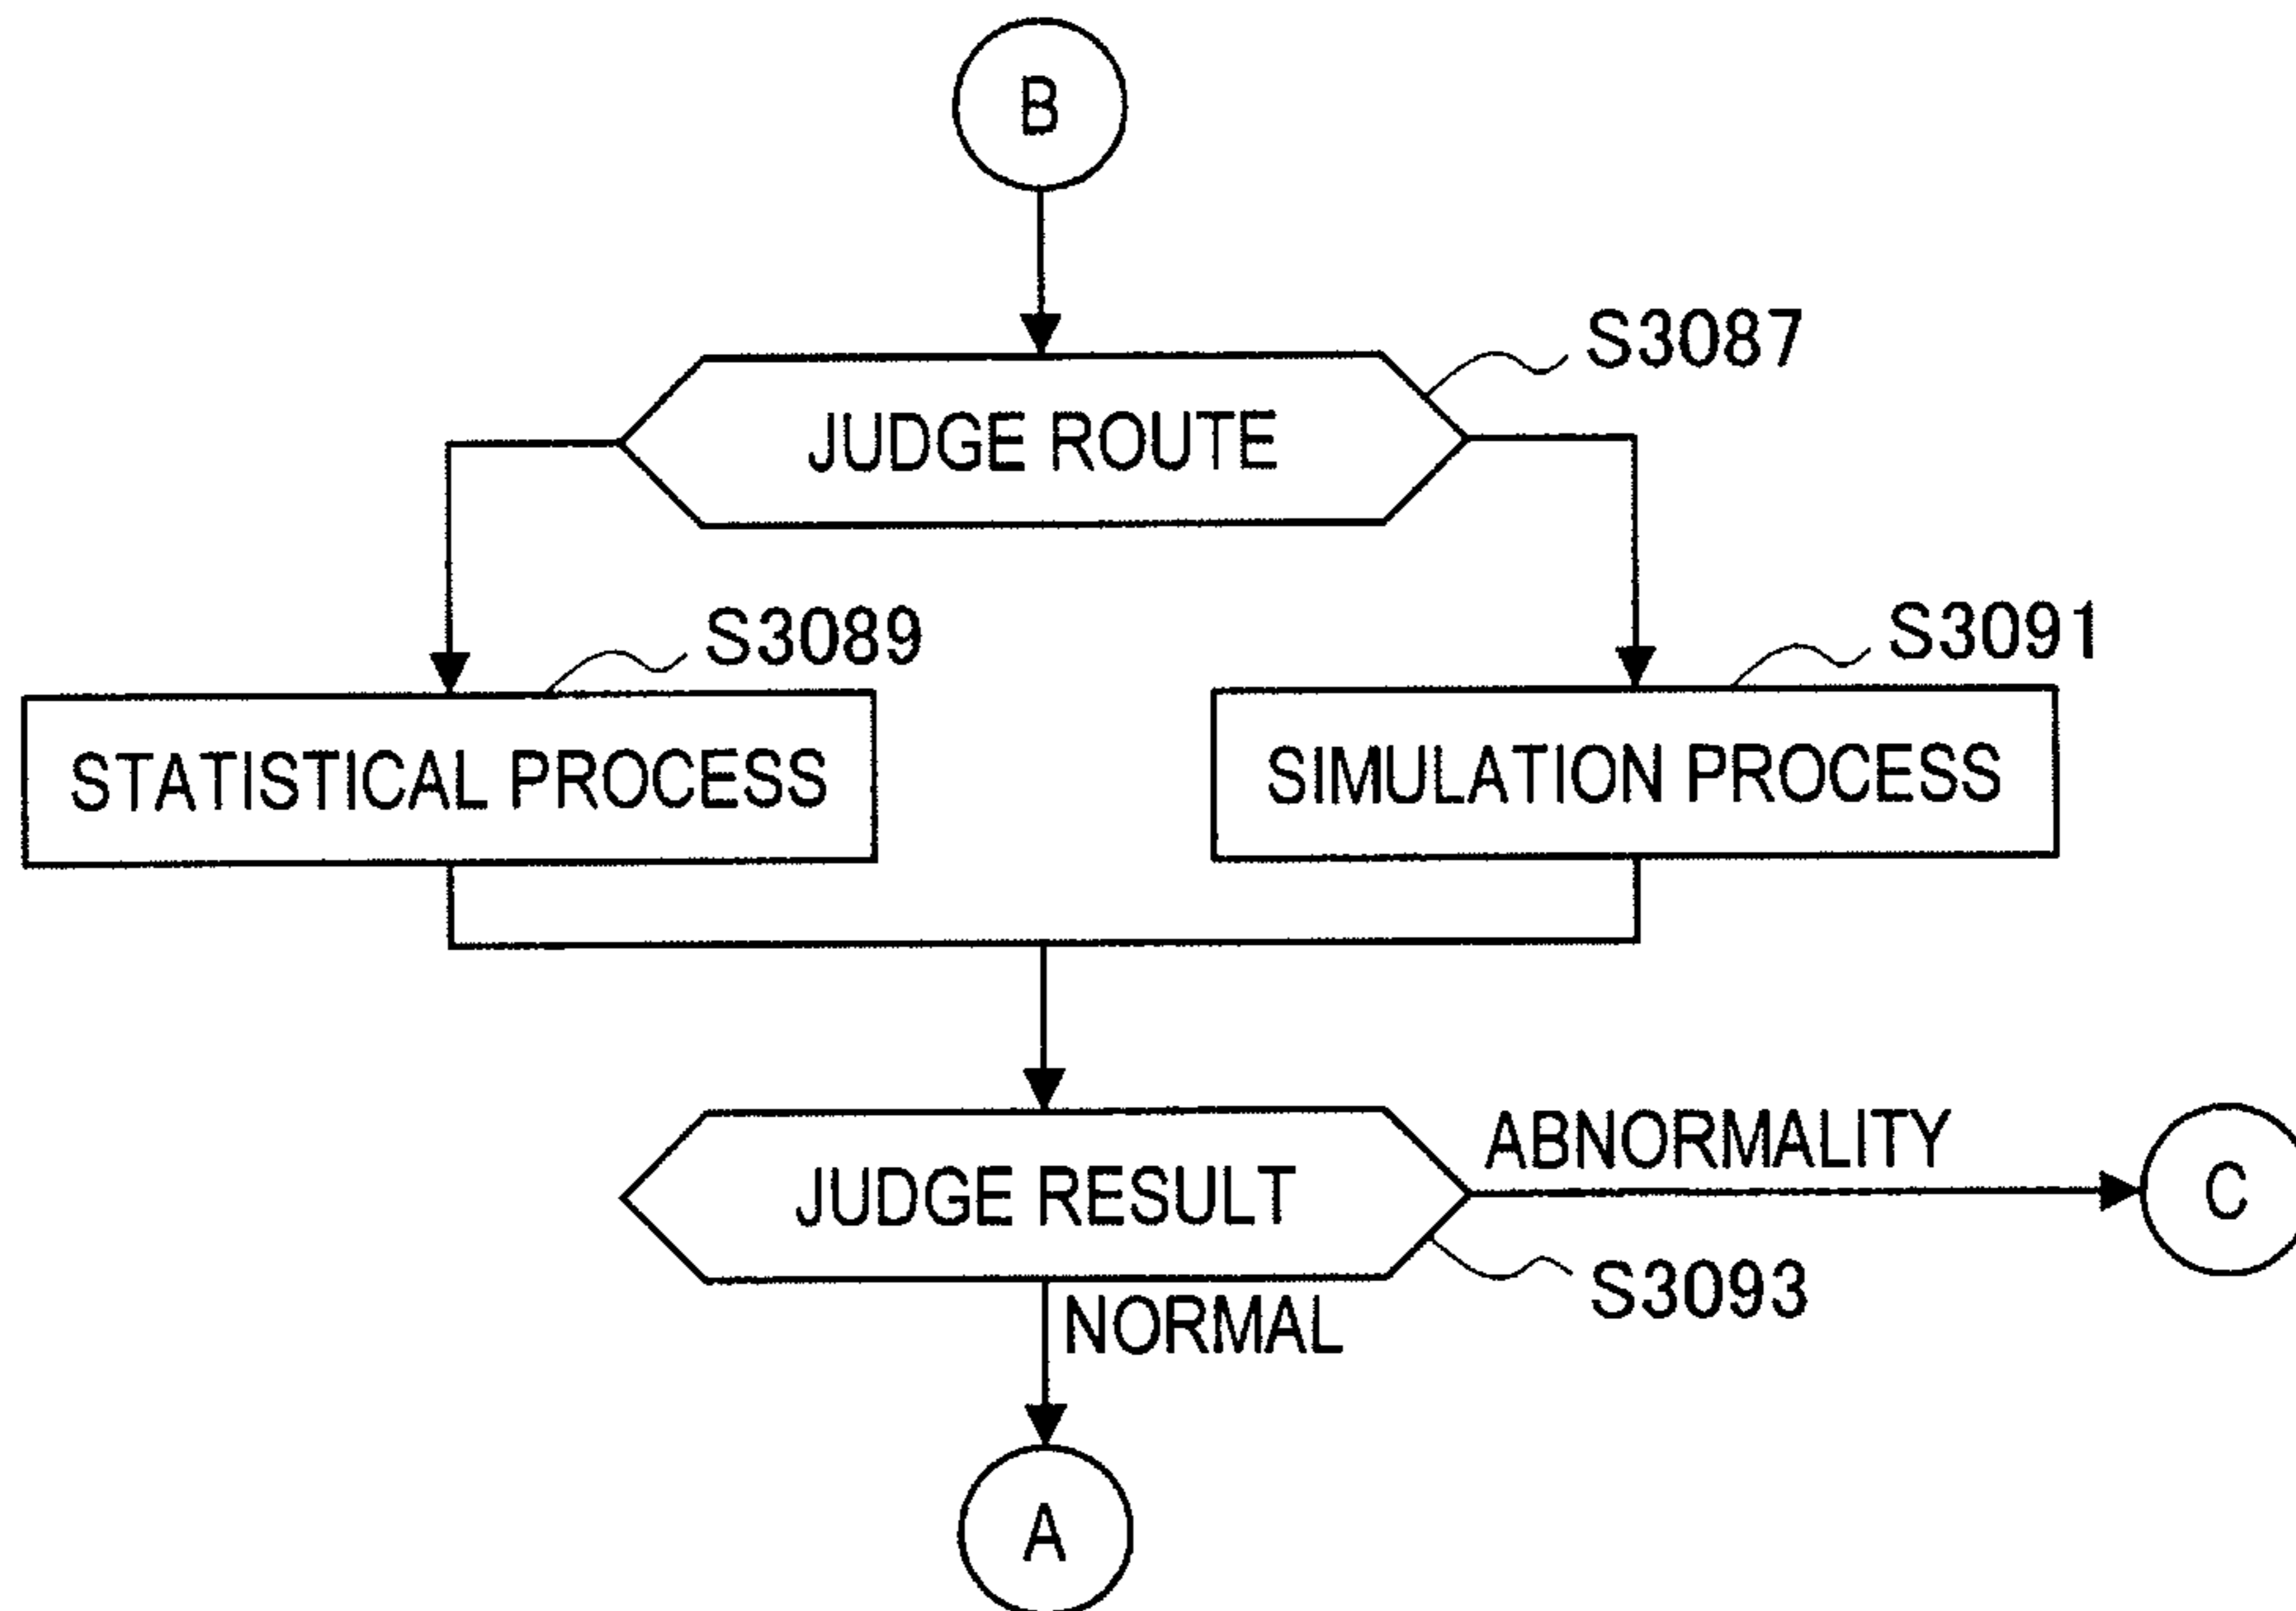 B
S3087
JUDGE ROUTE
S3089
S3091
STATISTICAL PROCESS
SIMULATION PROCESS
ABNORMALITY
JUDGE RESULT
C
S3093
NORMAL
A